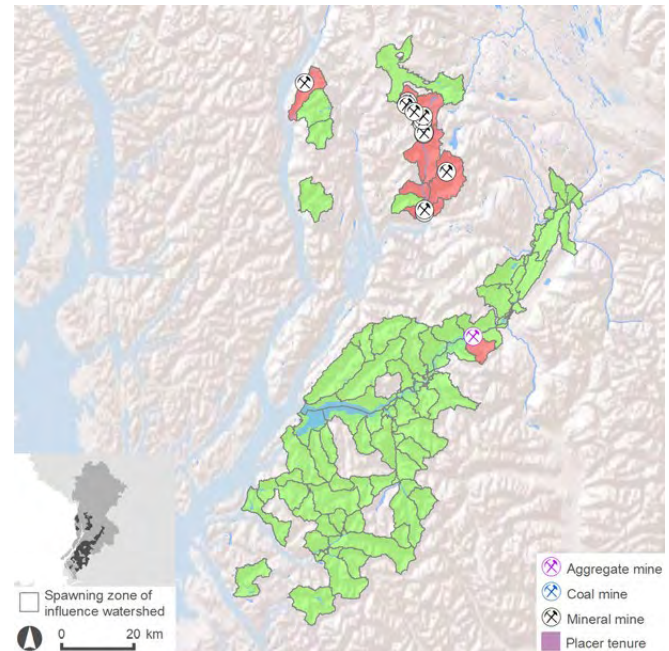 Spawning zone of
influence watershed
0 20 km
Aggregate mine
Coal mine
Mineral mine
Placer tenure